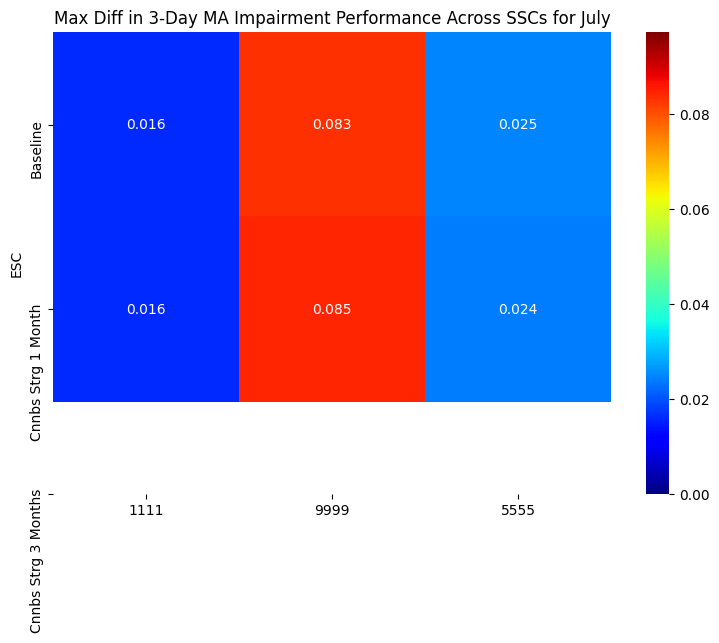 Max Diff in 3-Day MA Impairment Performance Across SSCs for July
ESC
Baseline
0.016 0.083 0.025
Cnnbs Strg 1 Month
0.016 0.085 0.024
Cnnbs Strg 3 Months
1111 9999 5555
0.08
0.06
0.04
0.02
0.00